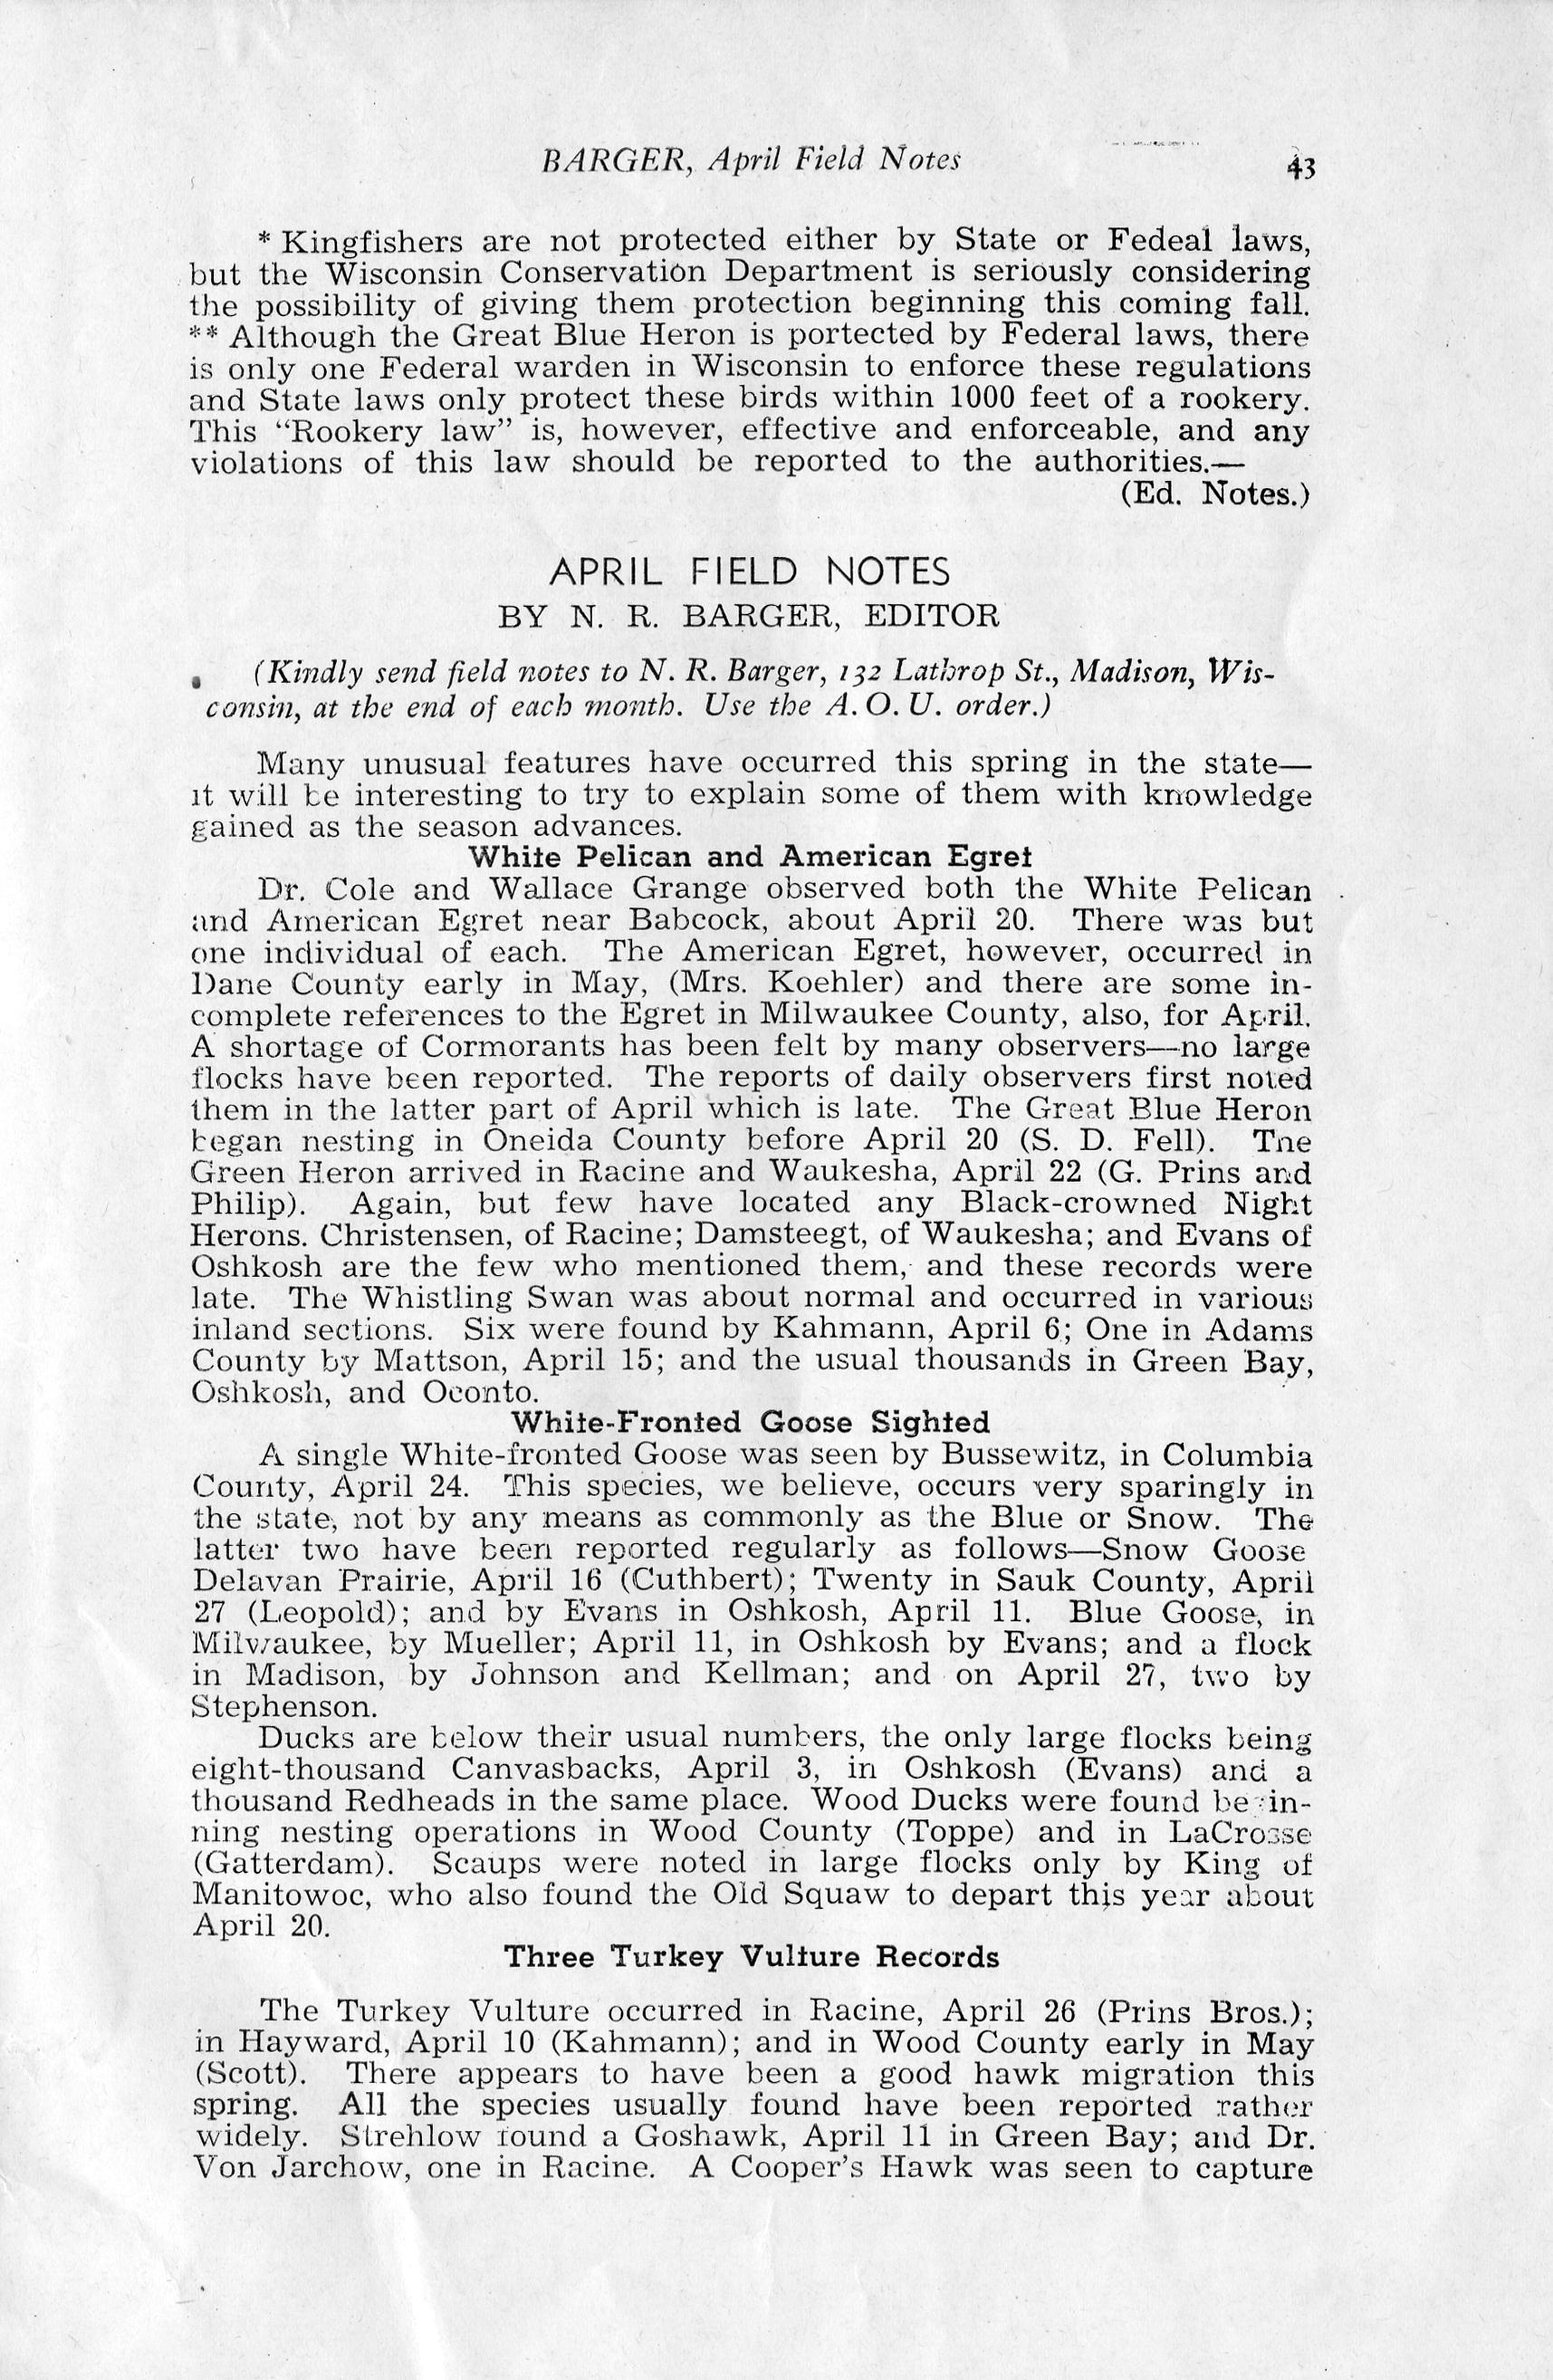 BARGER, April Field Notes 43
* Kingfishers are not protected either by State or Fedeal laws,
but the Wisconsin Conservation Department is seriously considering
the possibility of giving them protection beginning this coming fall.
** Although the Great Blue Heron is portected by Federal laws, there
is only one Federal warden in Wisconsin to enforce these regulations
and State laws only protect these birds within 1000 feet of a rookery.
This “Rookery law” is, however, effective and enforceable, and any
violations of this law should be reported to the authorities.—
(Ed. Notes.)
APRIL FIELD NOTES
BY N. R. BARGER, EDITOR
(Kindly send field notes to N. R. Barger, 132 Lathrop St., Madison, Wis-
consin, at the end of each month. Use the A. O. U. order.)
Many unusual features have occurred this spring in the state—
it will be interesting to try to explain some of them with knowledge
gained as the season advances.
White Pelican and American Egret
Dr. Cole and Wallace Grange observed both the White Pelican
and American Egret near Babcock, about April 20. There was but
one individual of each. The American Egret, however, occurred in
Dane County early in May, (Mrs. Koehler) and there are some in-
complete references to the Egret in Milwaukee County, also, for April.
A shortage of Cormorants has been felt by many observers—no large
flocks have been reported. The reports of daily observers first noted
them in the latter part of April which is late. The Great Blue Heron
began nesting in Oneida County before April 20 (S. D. Fell). The
Green Heron arrived in Racine and Waukesha, April 22 (G. Prins and
Philip). Again, but few have located any Black-crowned Night
Herons. Christensen, of Racine; Damsteegt, of Waukesha; and Evans of
Oshkosh are the few who mentioned them, and these records were
late. The Whistling Swan was about normal and occurred in various
inland sections. Six were found by Kahmann, April 6; One in Adams
County by Mattson, April 15; and the usual thousands in Green Bay,
Oshkosh, and Oconto.
White-Fronted Goose Sighted
A single White-fronted Goose was seen by Bussewitz, in Columbia
County, April 24. This species, we believe, occurs very sparingly in
the state, not by any means as commonly as the Blue or Snow. The
latter two have been reported regularly as follows—Snow Goose
Delavan Prairie, April 16 (Cuthbert); Twenty in Sauk County, April
27 (Leopold); and by Evans in Oshkosh, April 11. Blue Goose, in
Milwaukee, by Mueller; April 11, in Oshkosh by Evans; and a flock
in Madison, by Johnson and Kellman; and on April 27, two by
Stephenson.
Ducks are below their usual numbers, the only large flocks being
eight-thousand Canvasbacks, April 3, in Oshkosh (Evans) and a
thousand Redheads in the same place. Wood Ducks were found begin-
ning nesting operations in Wood County (Toppe) and in LaCrosse
(Gatterdam). Scaups were noted in large flocks only by King of
Manitowoc, who also found the Old Squaw to depart this year about
April 20.
Three Turkey Vulture Records
The Turkey Vulture occurred in Racine, April 26 (Prins Bros.);
in Hayward, April 10 (Kahmann); and in Wood County early in May
(Scott). There appears to have been a good hawk migration this
spring. All the species usually found have been reported rather
widely. Strehlow found a Goshawk, April 11 in Green Bay; and Dr.
Von Jarchow, one in Racine. A Cooper’s Hawk was seen to capture